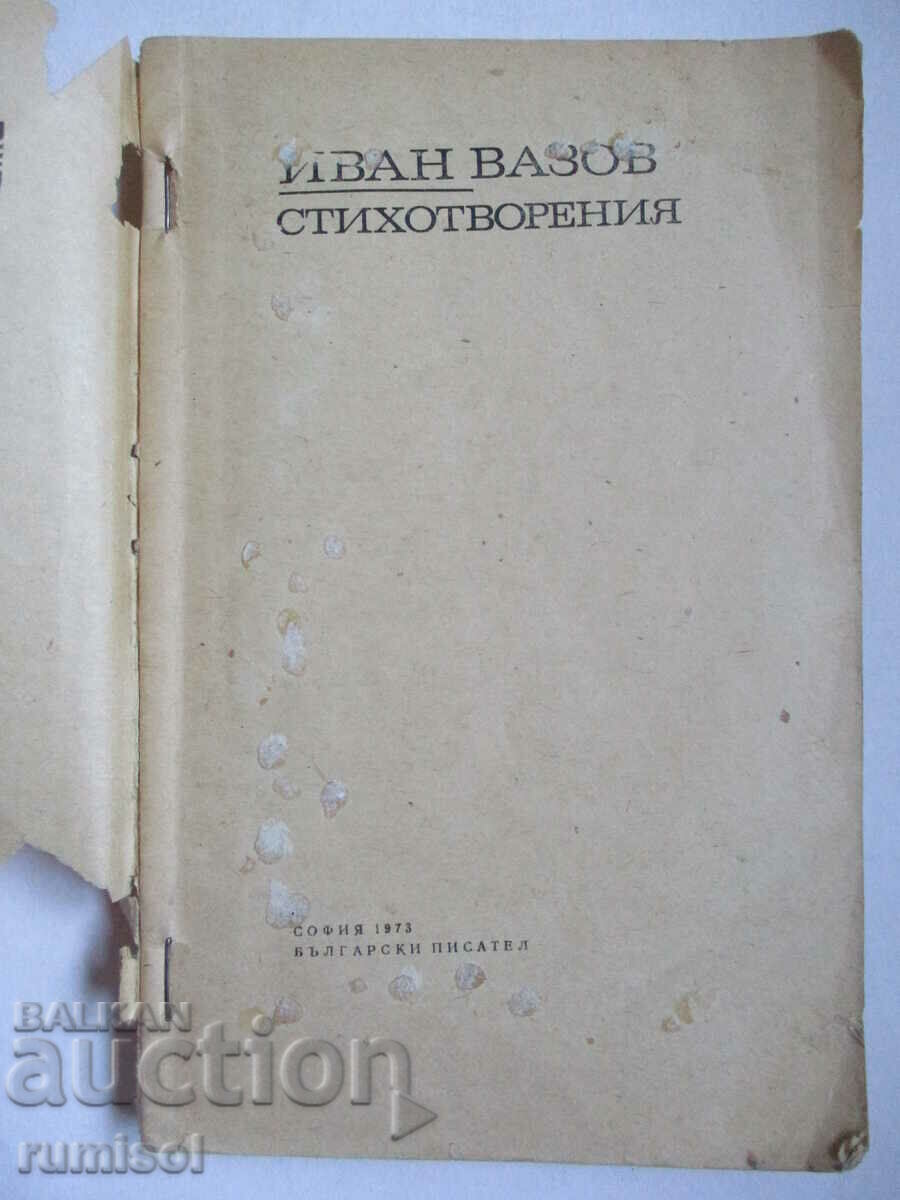 ИВАН ВАЗОВ
СТИХОТВОРЕНИЯ
СОФИЯ 1973
БЪЛГАРСКИ ПИСАТЕЛ
BALKAN
auction
rumisol